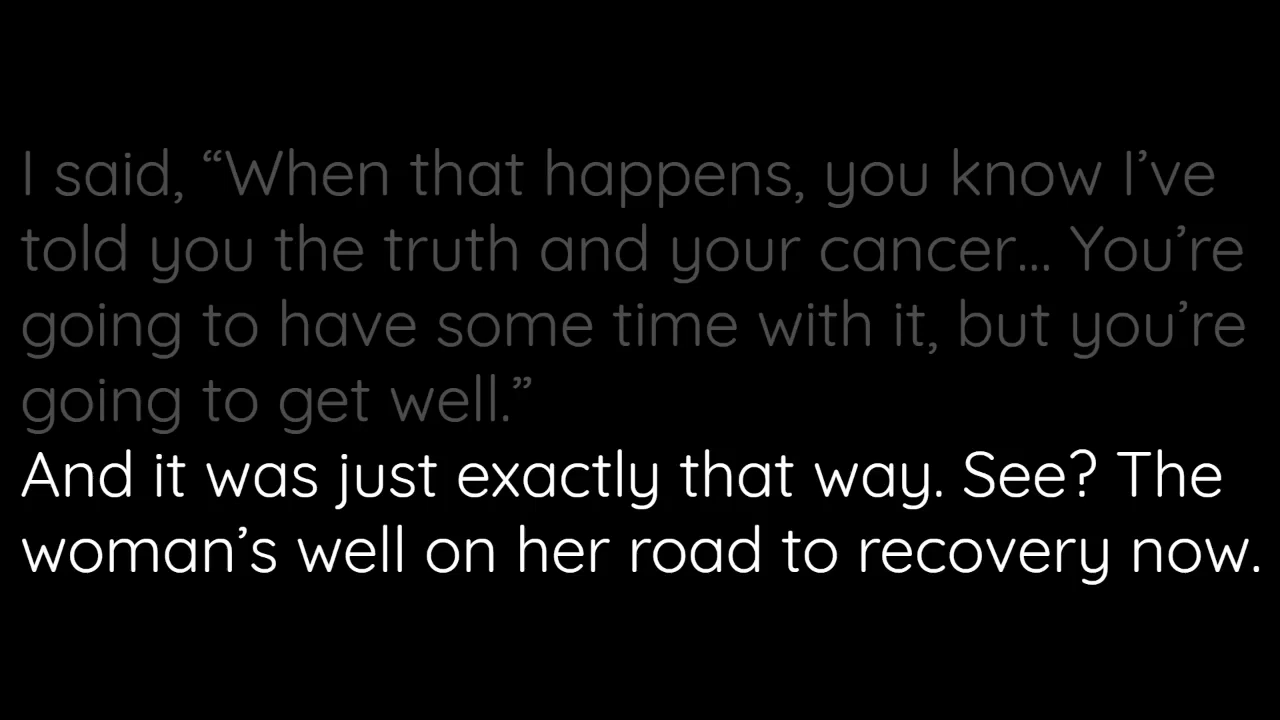 I said, “When that happens, you know I’ve
told you the truth and your cancer... You’re
going to have some time with it, but you’re
going to get well.”
And it was just exactly that way. See? The
woman’s well on her road to recovery now.